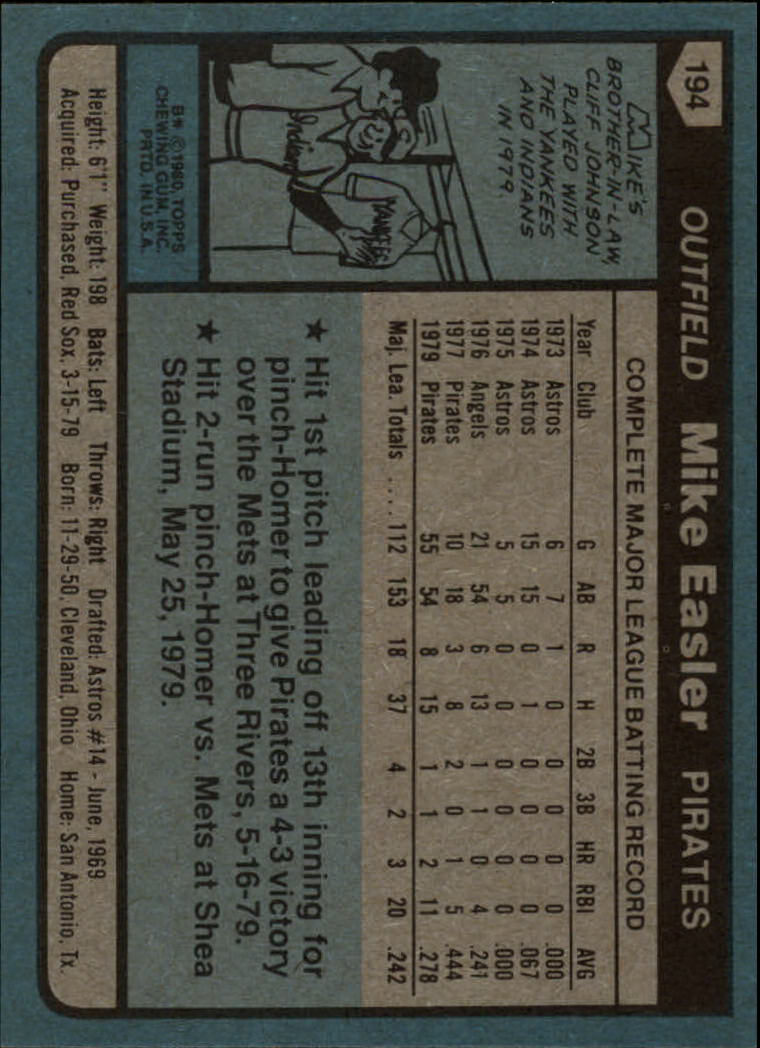 194 OUTFIELD Mike Easler PIRATES
MIKE'S
BROTHER-IN-LAW,
CLIFF JOHNSON
PLAYED WITH
THE YANKEES
AND INDIANS
IN 1979
YANKEES
Indians
B* ©1980, TOPPS
CHEWING GUM, INC.
PRTD. IN U.S.A.
COMPLETE MAJOR LEAGUE BATTING RECORD
Year Club G AB R H 2B 3B HR RBI AVG
1973 Astros 6 7 1 0 0 0 0 0 .000
1974 Astros 15 15 0 1 0 0 0 0 .067
1975 Astros 5 5 0 0 0 0 0 0 .000
1976 Angels 21 54 6 13 1 1 0 4 .241
1977 Pirates 10 18 3 8 2 0 1 5 .444
1979 Pirates 55 54 8 15 1 1 2 11 .278
Maj. Lea. Totals .... 112 153 18 37 4 2 3 20 .242
★ Hit 1st pitch leading off 13th inning for
pinch-Homer to give Pirates a 4-3 victory
over the Mets at Three Rivers, 5-16-79.
★ Hit 2-run pinch-Homer vs. Mets at Shea
Stadium, May 25, 1979.
Height: 6'1" Weight: 198 Bats: Left Throws: Right Drafted: Astros #14 - June, 1969
Acquired: Purchased, Red Sox, 3-15-79 Born: 11-29-50, Cleveland, Ohio Home: San Antonio, Tx.